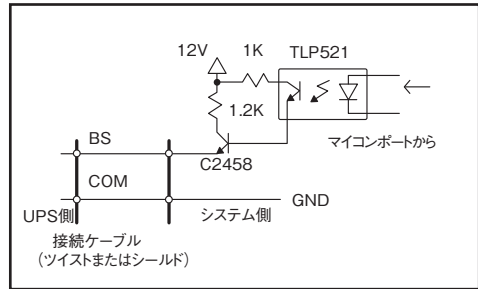 12V
1K
TLP521
1.2K
マイコンポートから
BS
C2458
COM
GND
UPS側
システム側
接続ケーブル
（ツイストまたはシールド）